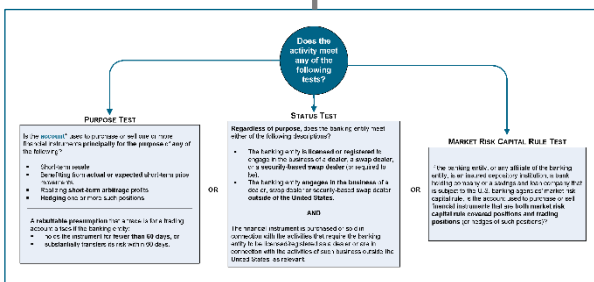 Does the
activity meet
any of the
following
tests?
PURPOSE TEST
Is the account* used to purchase or sell one or more
financial instruments principally for the purpose of any of
the following?
• Short-term resale
• Benefiting from actual or expected short-term price
movements
• Realizing short-term arbitrage profits
• Hedging one or more such positions
A rebuttable presumption that a trade is for a trading
account arises if the banking entity:
• holds the instrument for fewer than 60 days, or
• substantially transfers its risk within 60 days.
OR
STATUS TEST
Regardless of purpose, does the banking entity meet
either of the following descriptions?
• The banking entity is licensed or registered to
engage in the business of a dealer, a swap dealer,
or a security-based swap dealer (or required to
be).
• The banking entity engages in the business of a
dealer, swap dealer or security-based swap dealer
outside of the United States.
AND
The financial instrument is purchased or sold in
connection with the activities that require the banking
entity to be licensed/registered as a dealer or are in
connection with the activities of such business outside the
United States, as relevant.
OR
MARKET RISK CAPITAL RULE TEST
If the banking entity, or any affiliate of the banking
entity, is an insured depository institution, a bank
holding company or a savings and loan company that
is subject to the U.S. banking agencies' market risk
capital rule, is the account used to purchase or sell
financial instruments that are both market risk
capital rule covered positions and trading
positions (or hedges of such positions)?